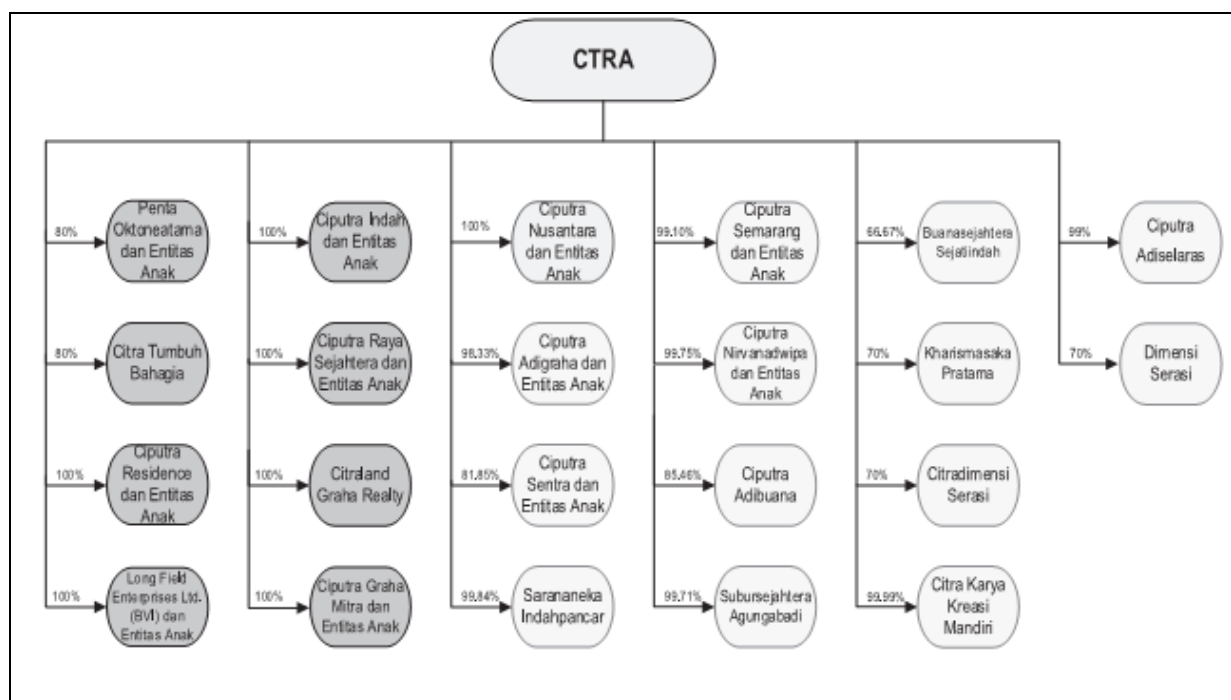 CTRA
80%
Penta
Oktoneatama
dan Entitas
Anak
100%
Ciputra Indah
dan Entitas
Anak
100%
Ciputra
Nusantara
dan Entitas
Anak
99.10%
Ciputra
Semarang
dan Entitas
Anak
66.67%
Buanasejahtera
Sejatiindah
99%
Ciputra
Adiselaras
80%
Citra Tumbuh
Bahagia
100%
Ciputra Raya
Sejahtera dan
Entitas Anak
98.33%
Ciputra
Adigraha dan
Entitas Anak
99.75%
Ciputra
Nirvanadwipa
dan Entitas
Anak
70%
Kharismasaka
Pratama
70%
Dimensi
Serasi
100%
Ciputra
Residence
dan Entitas
Anak
100%
Citraland
Graha Realty
81.85%
Ciputra
Sentra dan
Entitas Anak
85.46%
Ciputra
Adibuana
70%
Citradimensi
Serasi
100%
Long Field
Enterprises Ltd.
(BVI) dan
Entitas Anak
100%
Ciputra Graha
Mitra dan
Entitas Anak
99.84%
Sarananeka
Indahpancar
99.71%
Subursejahtera
Agungabadi
99.99%
Citra Karya
Kreasi
Mandiri